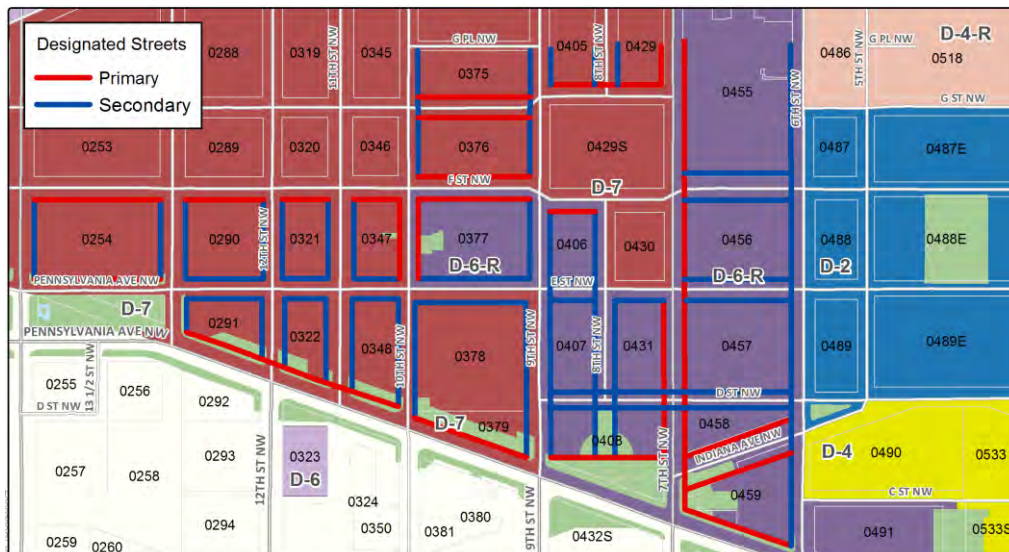 Designated Streets
Primary
Secondary
0288
0319
11TH ST NW
0345
G PL NW
0375
0405
8TH ST NW
0429
0455
6TH ST NW
0486
5TH ST NW
G PL NW
D-4-R
0518
G ST NW
0253
0289
0320
0346
0376
0429S
0487
0487E
F ST NW
D-7
0254
0290
12TH ST NW
0321
0347
0377
D-6-R
0406
0430
0456
D-6-R
0488
D-2
0488E
PENNSYLVANIA AVE NW
E ST NW
D-7
PENNSYLVANIA AVE NW
0291
0322
0348
10TH ST NW
0378
9TH ST NW
0407
8TH ST NW
0431
0457
0489
0489E
0255
13 1/2 ST NW
0256
D ST NW
0292
D-7
0379
D ST NW
0408
7TH ST NW
0458
INDIANA AVE NW
D-4
0490
0533
0257
0258
0293
12TH ST NW
0323
D-6
0324
0350
0380
0381
9TH ST NW
0432S
0459
C ST NW
0491
0533S
0294
0259
0260